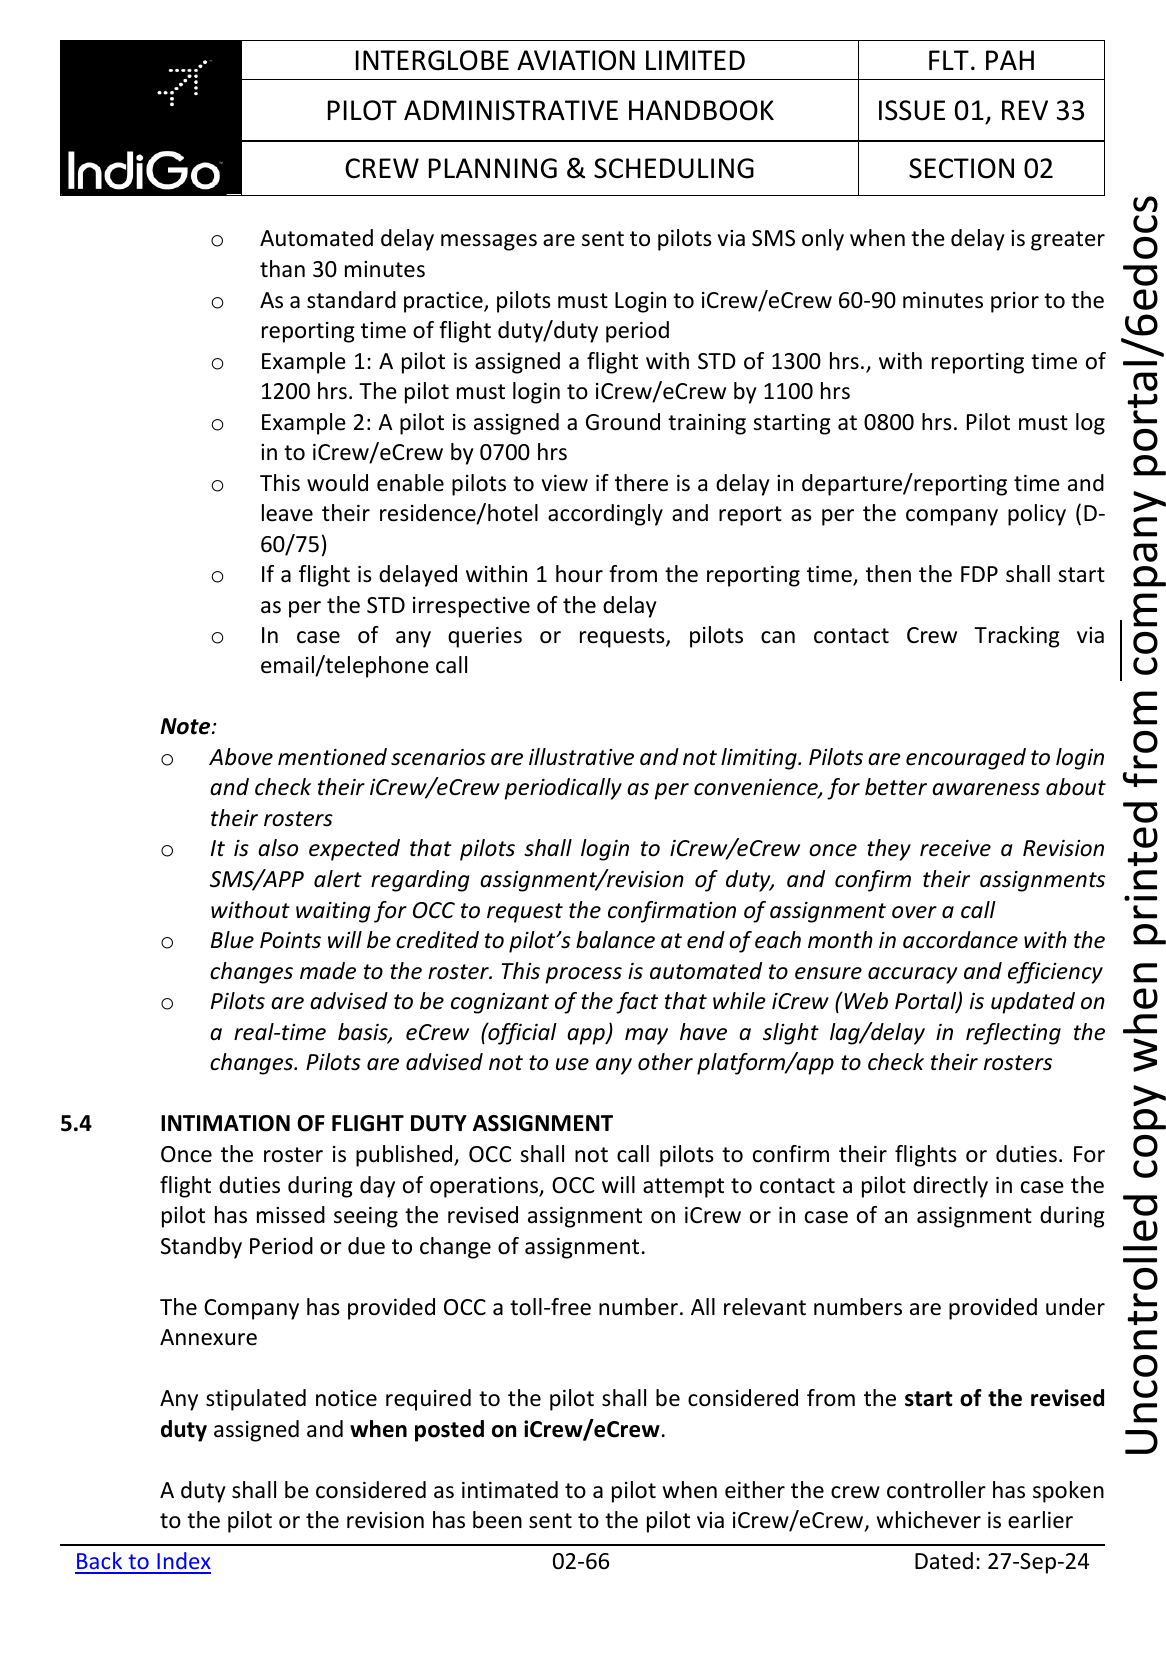 INTERGLOBE AVIATION LIMITED
FLT. PAH
PILOT ADMINISTRATIVE HANDBOOK
ISSUE 01, REV 33
IndiGo
CREW PLANNING & SCHEDULING
SECTION 02
o Automated delay messages are sent to pilots via SMS only when the delay is greater
than 30 minutes
o As a standard practice, pilots must Login to iCrew/eCrew 60-90 minutes prior to the
reporting time of flight duty/duty period
o Example 1: A pilot is assigned a flight with STD of 1300 hrs., with reporting time of
1200 hrs. The pilot must login to iCrew/eCrew by 1100 hrs
o Example 2: A pilot is assigned a Ground training starting at 0800 hrs. Pilot must log
in to iCrew/eCrew by 0700 hrs
o This would enable pilots to view if there is a delay in departure/reporting time and
leave their residence/hotel accordingly and report as per the company policy (D-
60/75)
o If a flight is delayed within 1 hour from the reporting time, then the FDP shall start
as per the STD irrespective of the delay
o In case of any queries or requests, pilots can contact Crew Tracking via
email/telephone call
Note:
o Above mentioned scenarios are illustrative and not limiting. Pilots are encouraged to login
and check their iCrew/eCrew periodically as per convenience, for better awareness about
their rosters
o It is also expected that pilots shall login to iCrew/eCrew once they receive a Revision
SMS/APP alert regarding assignment/revision of duty, and confirm their assignments
without waiting for OCC to request the confirmation of assignment over a call
o Blue Points will be credited to pilot’s balance at end of each month in accordance with the
changes made to the roster. This process is automated to ensure accuracy and efficiency
o Pilots are advised to be cognizant of the fact that while iCrew (Web Portal) is updated on
a real-time basis, eCrew (official app) may have a slight lag/delay in reflecting the
changes. Pilots are advised not to use any other platform/app to check their rosters
5.4 INTIMATION OF FLIGHT DUTY ASSIGNMENT
Once the roster is published, OCC shall not call pilots to confirm their flights or duties. For
flight duties during day of operations, OCC will attempt to contact a pilot directly in case the
pilot has missed seeing the revised assignment on iCrew or in case of an assignment during
Standby Period or due to change of assignment.
The Company has provided OCC a toll-free number. All relevant numbers are provided under
Annexure
Any stipulated notice required to the pilot shall be considered from the start of the revised
duty assigned and when posted on iCrew/eCrew.
A duty shall be considered as intimated to a pilot when either the crew controller has spoken
to the pilot or the revision has been sent to the pilot via iCrew/eCrew, whichever is earlier
Back to Index
02-66
Dated: 27-Sep-24
Uncontrolled copy when printed from company portal/6edocs